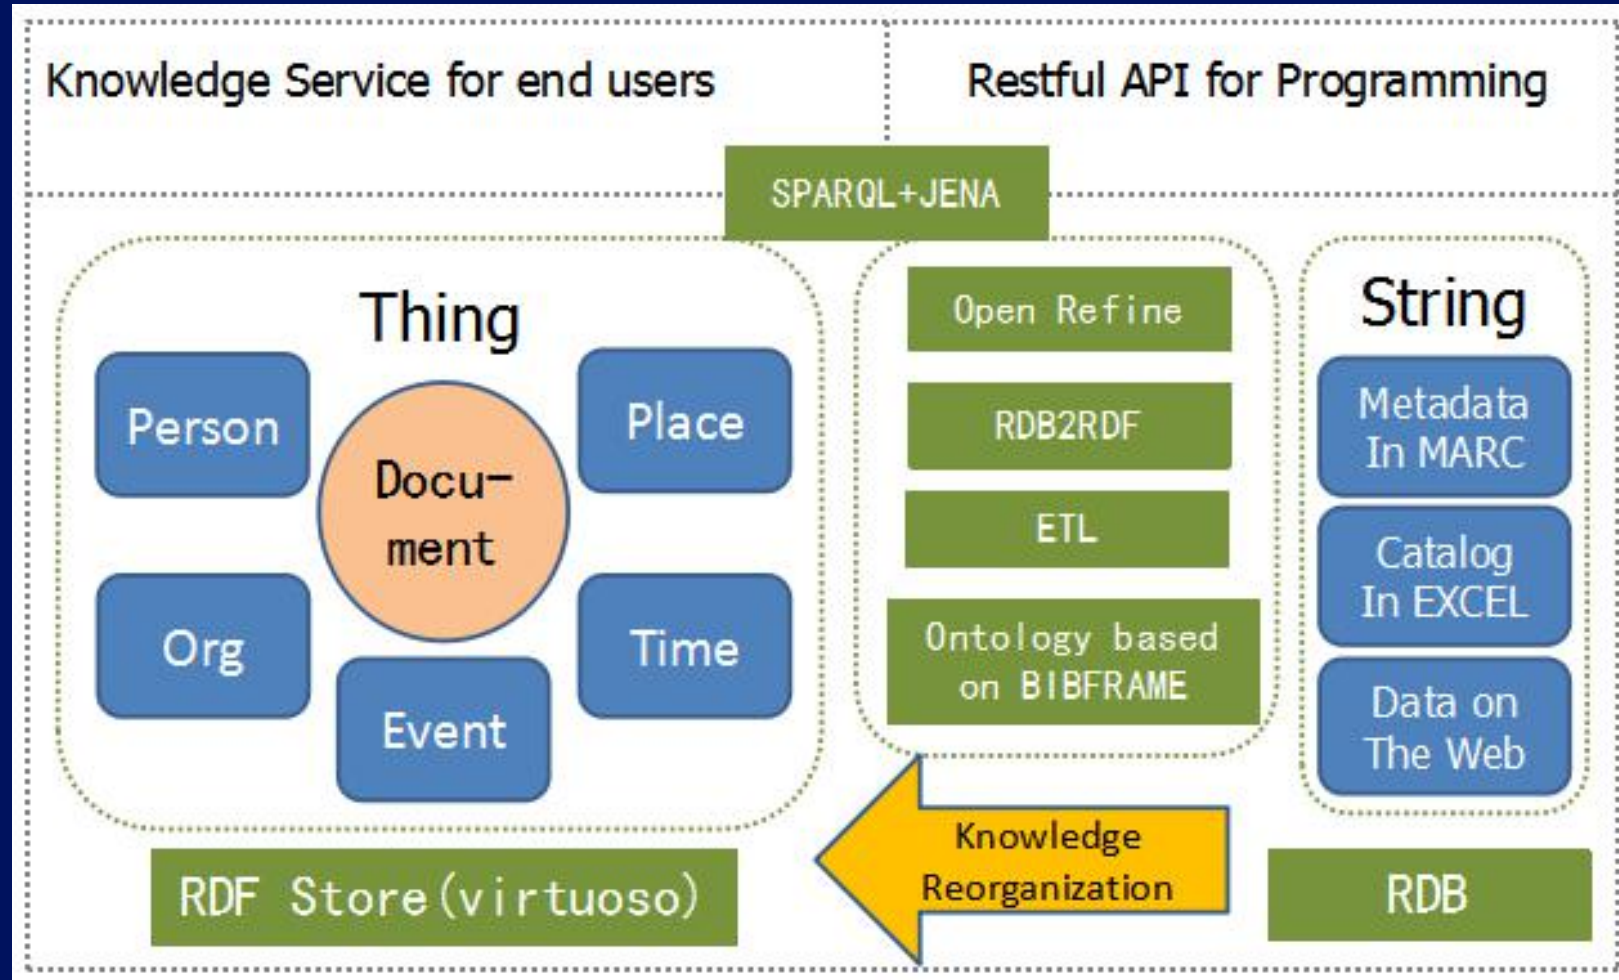 Knowledge Service for end users
Restful API for Programming
SPARQL+JENA
Thing
Person
Place
Docu-
ment
Org
Time
Event
RDF Store(virtuoso)
Open Refine
RDB2RDF
ETL
Ontology based
on BIBFRAME
Knowledge
Reorganization
String
Metadata
In MARC
Catalog
In EXCEL
Data on
The Web
RDB